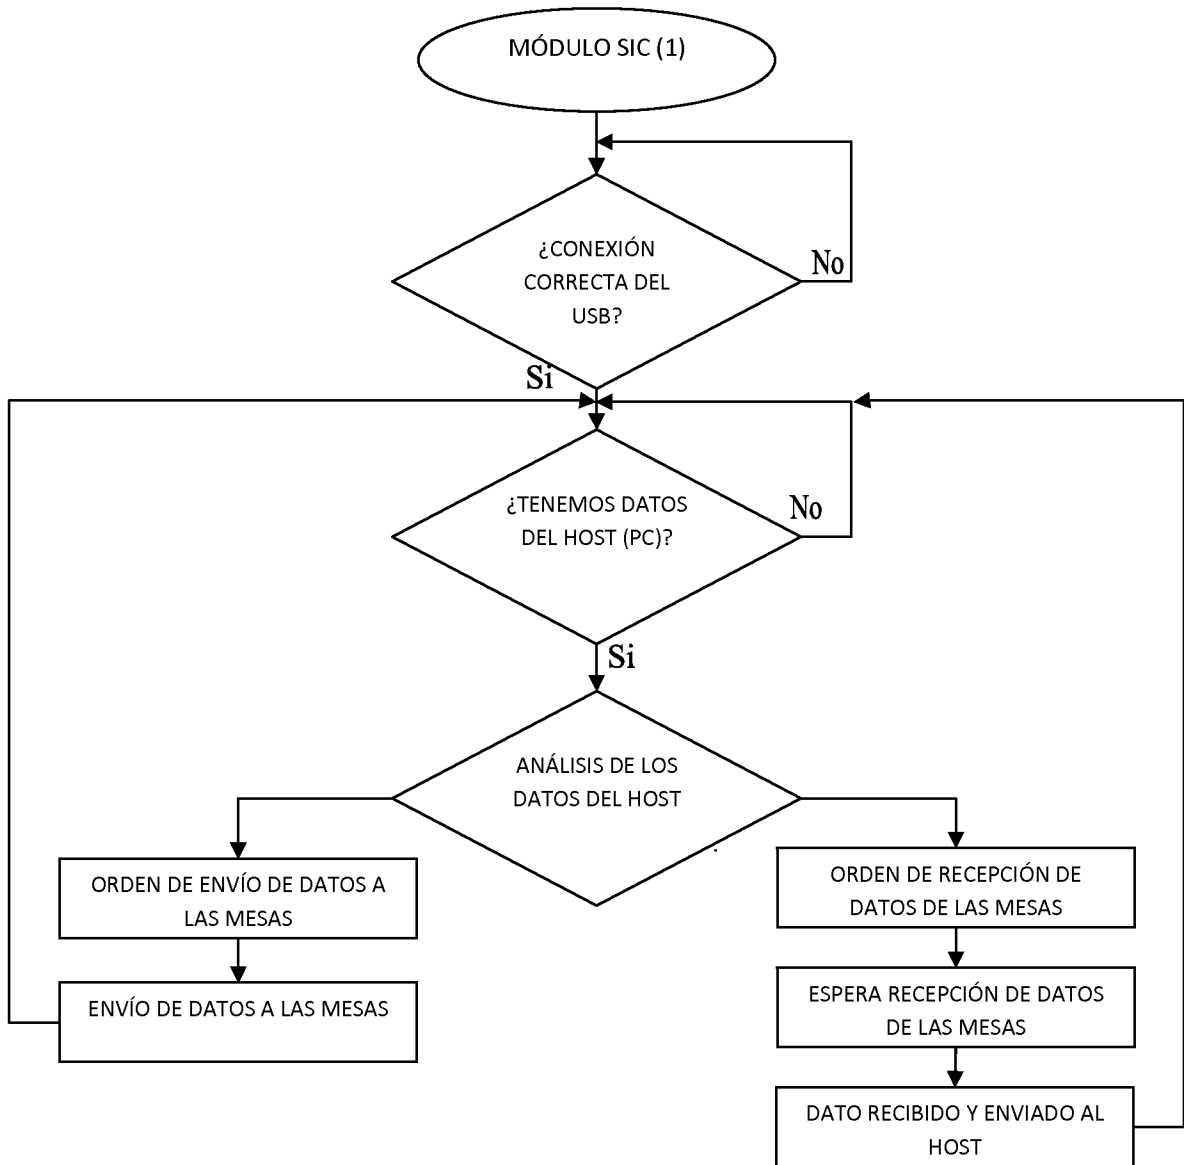 MÓDULO SIC (1)
¿CONEXIÓN
CORRECTA DEL
USB?
No
Si
¿TENEMOS DATOS
DEL HOST (PC)?
No
Si
ANÁLISIS DE LOS
DATOS DEL HOST
ORDEN DE ENVÍO DE DATOS A
LAS MESAS
ENVÍO DE DATOS A LAS MESAS
ORDEN DE RECEPCIÓN DE
DATOS DE LAS MESAS
ESPERA RECEPCIÓN DE DATOS
DE LAS MESAS
DATO RECIBIDO Y ENVIADO AL
HOST